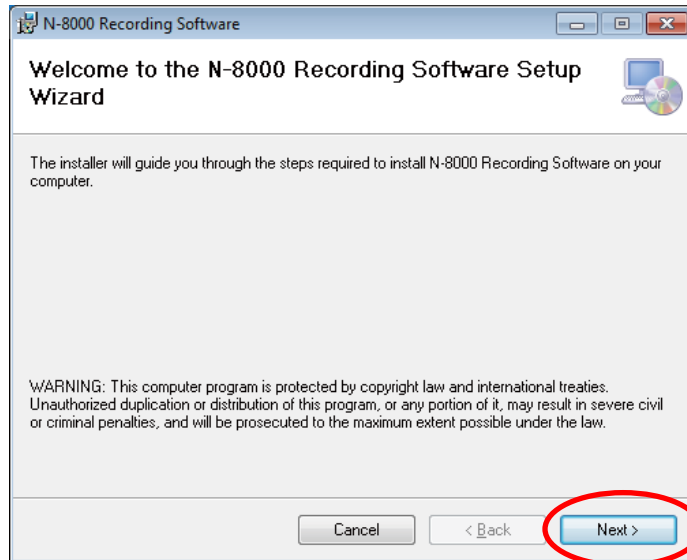 N-8000 Recording Software
Welcome to the N-8000 Recording Software Setup
Wizard
The installer will guide you through the steps required to install N-8000 Recording Software on your
computer.
WARNING: This computer program is protected by copyright law and international treaties.
Unauthorized duplication or distribution of this program, or any portion of it, may result in severe civil
or criminal penalties, and will be prosecuted to the maximum extent possible under the law.
Cancel
< Back
Next >